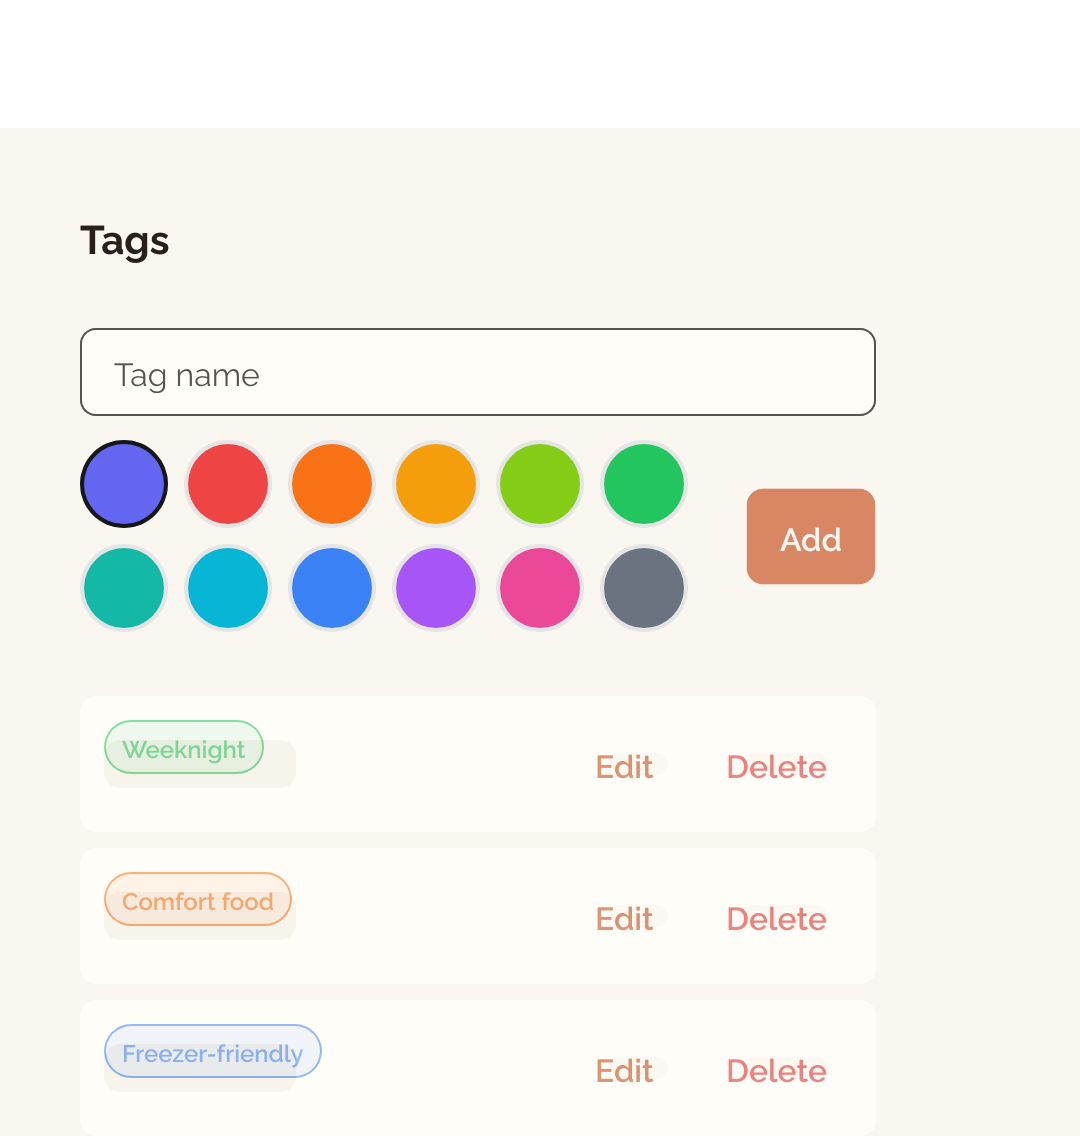 Tags
Tag name
Add
Weeknight
Edit Delete
Comfort food
Edit Delete
Freezer-friendly
Edit Delete